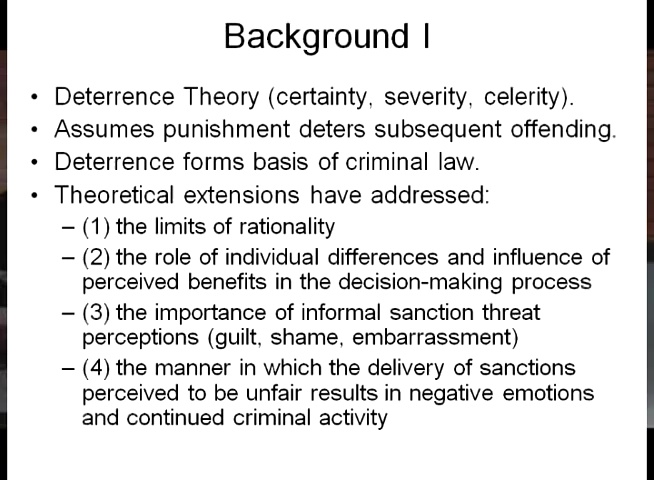 Background I
• Deterrence Theory (certainty, severity, celerity).
• Assumes punishment deters subsequent offending.
• Deterrence forms basis of criminal law.
• Theoretical extensions have addressed:
– (1) the limits of rationality
– (2) the role of individual differences and influence of
perceived benefits in the decision-making process
– (3) the importance of informal sanction threat
perceptions (guilt, shame, embarrassment)
– (4) the manner in which the delivery of sanctions
perceived to be unfair results in negative emotions
and continued criminal activity